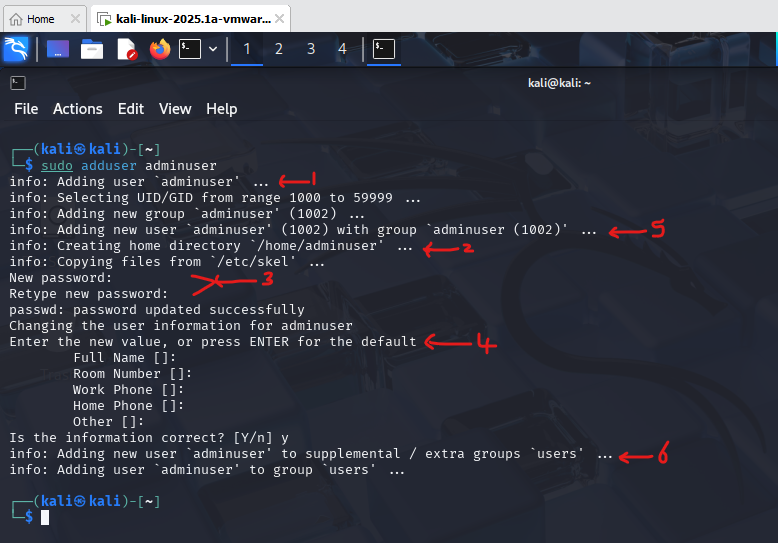 Home × kali-linux-2025.1a-vmwar... ×
1 2 3 4
kali@kali: ~
File Actions Edit View Help
┌──(kali㉿kali)-[~]
└─$ sudo adduser adminuser
info: Adding user `adminuser' ... 1
info: Selecting UID/GID from range 1000 to 59999 ...
info: Adding new group `adminuser' (1002) ...
info: Adding new user `adminuser' (1002) with group `adminuser (1002)' ... 5
info: Creating home directory `/home/adminuser' ... 2
info: Copying files from `/etc/skel' ...
New password: 3
Retype new password:
passwd: password updated successfully
Changing the user information for adminuser
Enter the new value, or press ENTER for the default 4
Full Name []:
Room Number []:
Work Phone []:
Home Phone []:
Other []:
Is the information correct? [Y/n] y
info: Adding new user `adminuser' to supplemental / extra groups `users' ... 6
info: Adding user `adminuser' to group `users' ...
┌──(kali㉿kali)-[~]
└─$